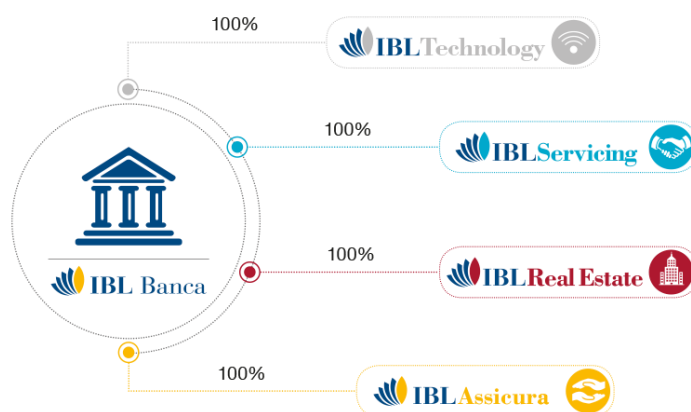 100%
IBLTechnology
100%
IBLServicing
IBL Banca
100%
IBLReal Estate
100%
IBLAssicura